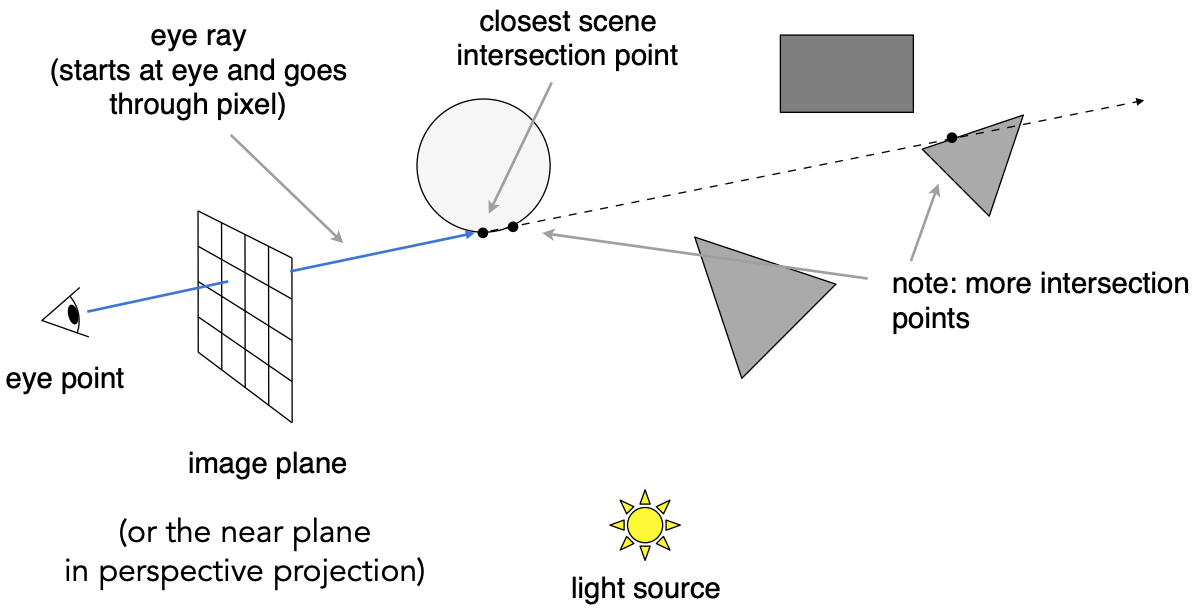 eye ray
(starts at eye and goes
through pixel)
closest scene
intersection point
note: more intersection
points
eye point
image plane
(or the near plane
in perspective projection)
light source